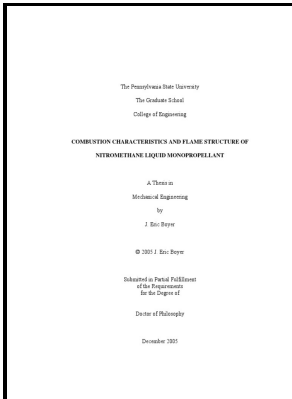 The Pennsylvania State University
The Graduate School
College of Engineering
COMBUSTION CHARACTERISTICS AND FLAME STRUCTURE OF
NITROMETHANE LIQUID MONOPROPELLANT
A Thesis in
Mechanical Engineering
by
J. Eric Boyer
© 2005 J. Eric Boyer
Submitted in Partial Fulfillment
of the Requirements
for the Degree of
Doctor of Philosophy
December 2005